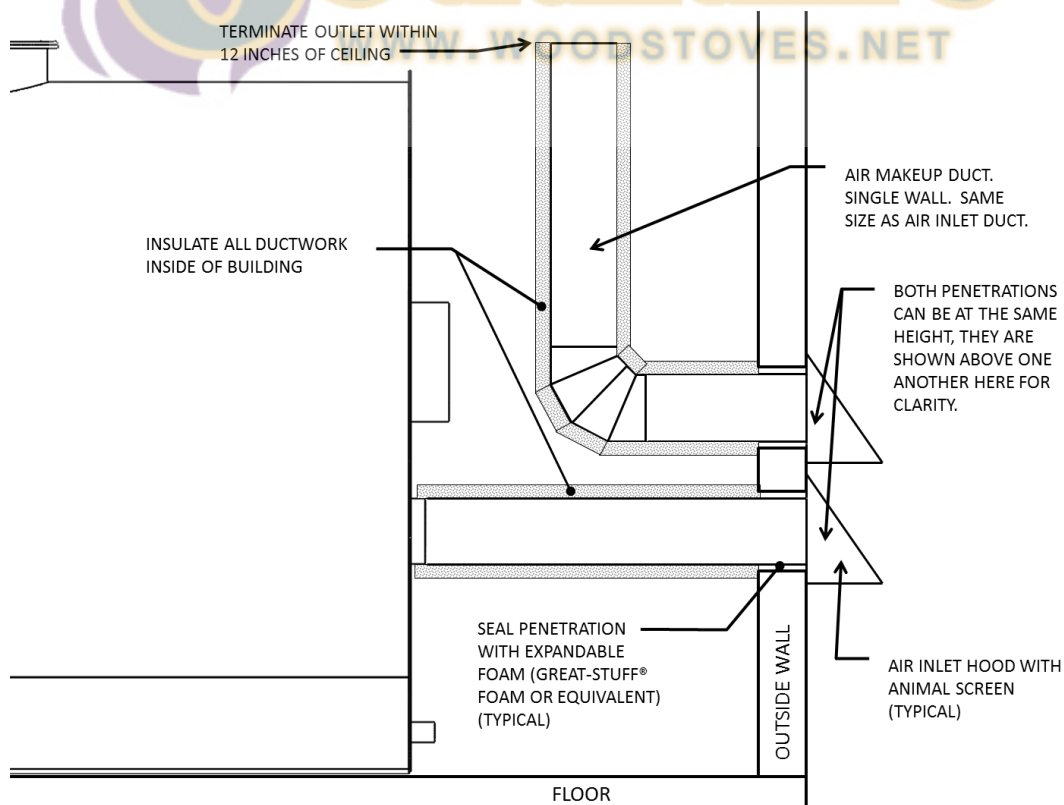 WWW.WOODSTOVES.NET
TERMINATE OUTLET WITHIN
12 INCHES OF CEILING
AIR MAKEUP DUCT.
SINGLE WALL. SAME
SIZE AS AIR INLET DUCT.
INSULATE ALL DUCTWORK
INSIDE OF BUILDING
BOTH PENETRATIONS
CAN BE AT THE SAME
HEIGHT, THEY ARE
SHOWN ABOVE ONE
ANOTHER HERE FOR
CLARITY.
SEAL PENETRATION
WITH EXPANDABLE
FOAM (GREAT-STUFF®
FOAM OR EQUIVALENT)
(TYPICAL)
OUTSIDE WALL
AIR INLET HOOD WITH
ANIMAL SCREEN
(TYPICAL)
FLOOR